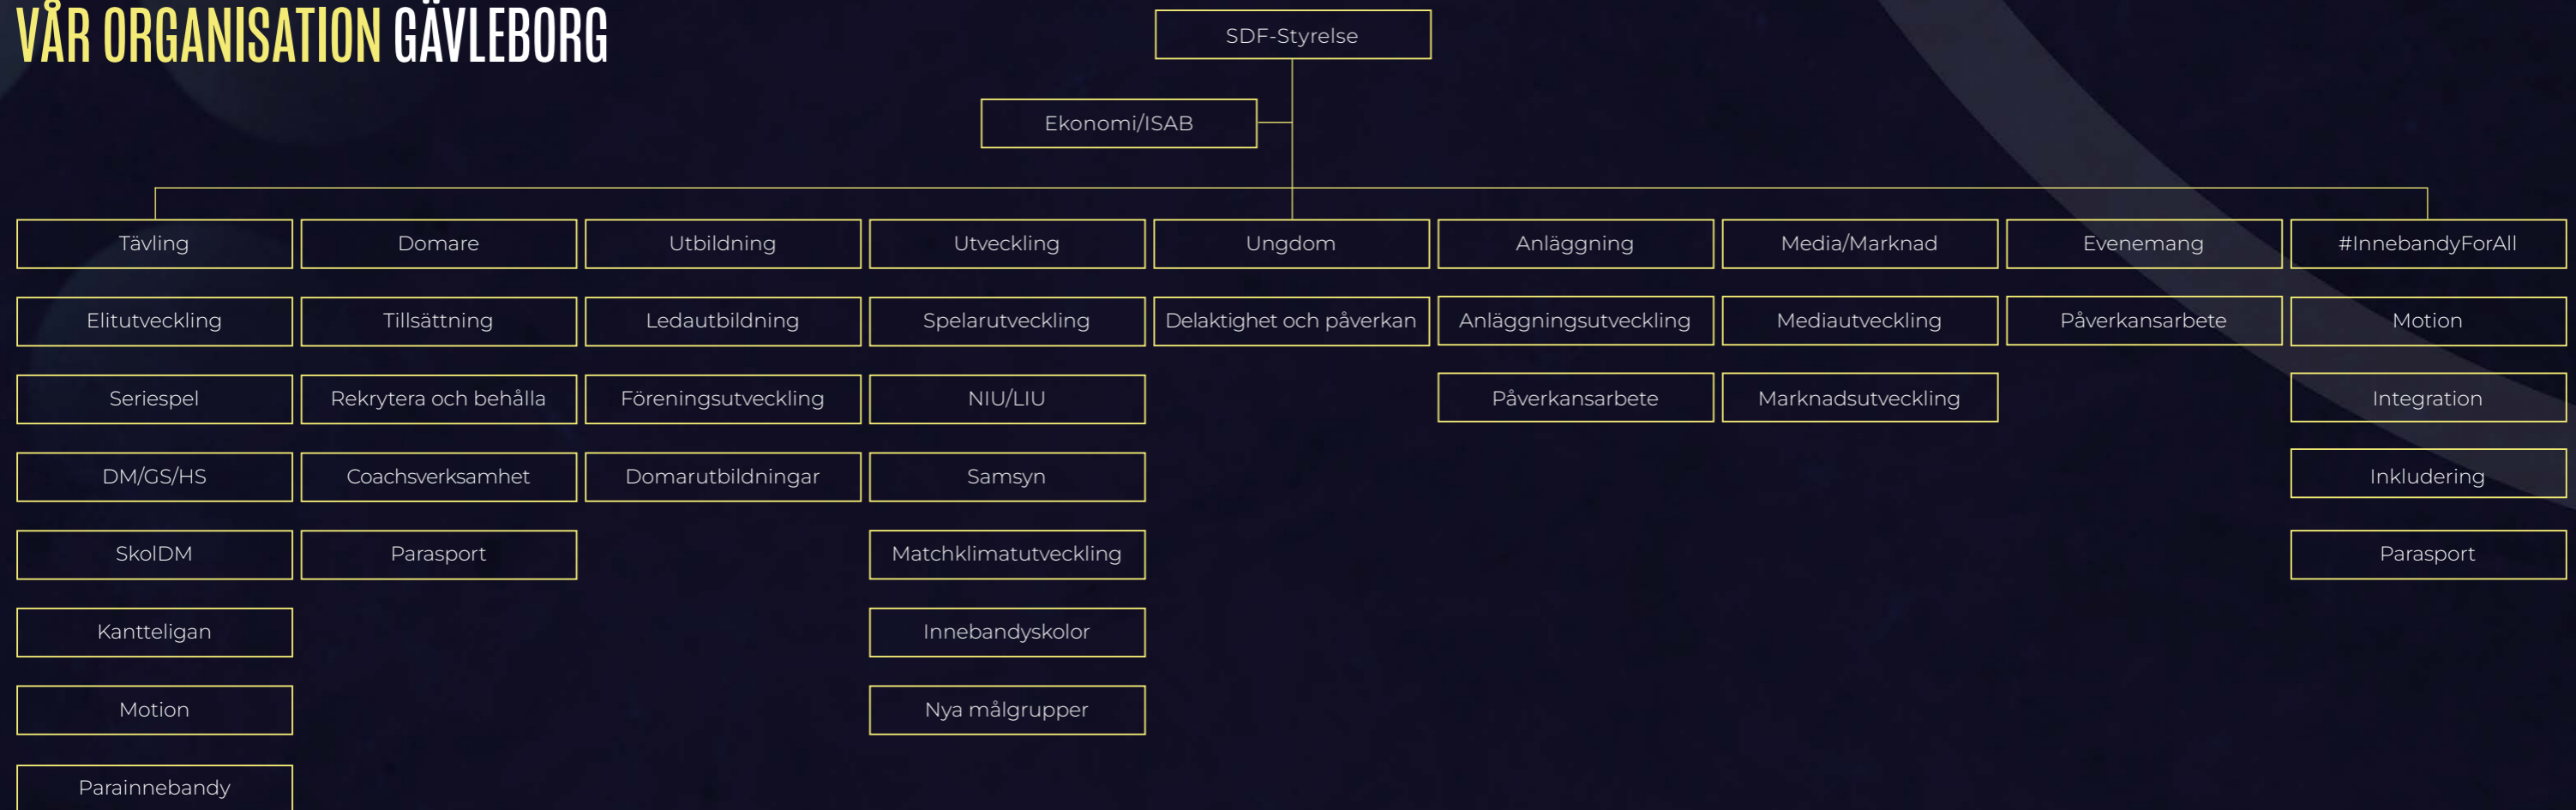 VÅR ORGANISATION GÄVLEBORG
SDF-Styrelse
Ekonomi/ISAB
Tävling
Elitutveckling
Seriespel
DM/GS/HS
SkolDM
Kantteligan
Motion
Parainnebandy
Domare
Tillsättning
Rekrytera och behålla
Coachsverksamhet
Parasport
Utbildning
Ledautbildning
Föreningsutveckling
Domarutbildningar
Utveckling
Spelarutveckling
NIU/LIU
Samsyn
Matchklimatutveckling
Innebandyskolor
Nya målgrupper
Ungdom
Delaktighet och påverkan
Anläggning
Anläggningsutveckling
Påverkansarbete
Media/Marknad
Mediautveckling
Marknadsutveckling
Evenemang
Påverkansarbete
#InnebandyForAll
Motion
Integration
Inkludering
Parasport